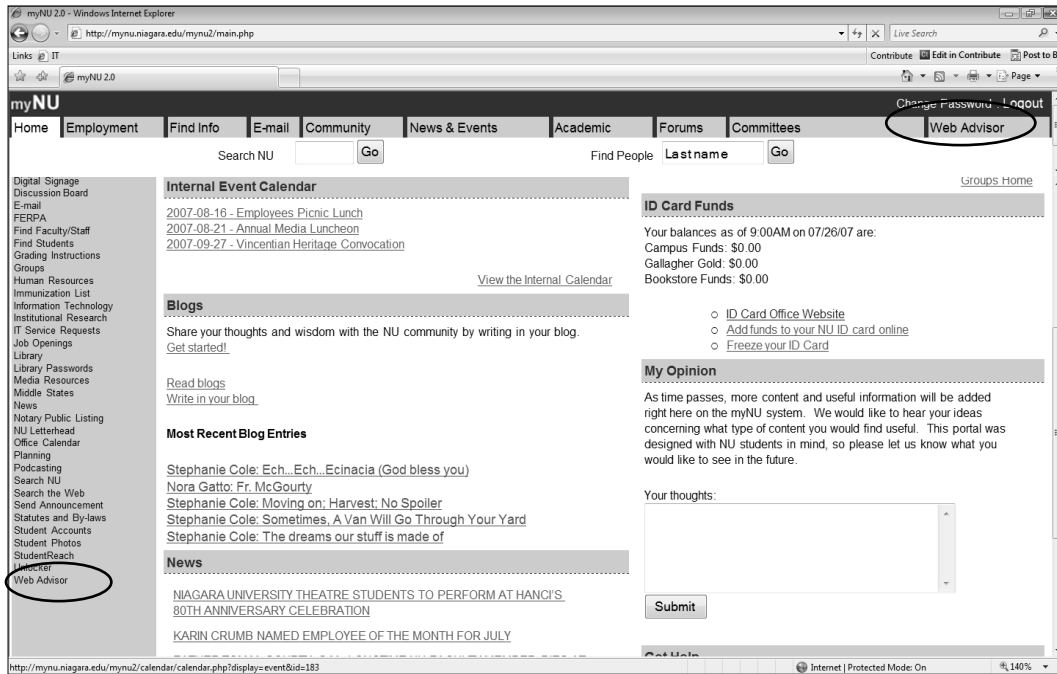 myNU 2.0 - Windows Internet Explorer
http://mynu.niagara.edu/mynu2/main.php
Live Search
Links IT
Contribute Edit in Contribute Post to B
myNU 2.0
Page
myNU
Change Password . Logout
Home Employment Find Info E-mail Community News & Events Academic Forums Committees Web Advisor
Search NU Go Find People Lastname Go
Digital Signage
Discussion Board
E-mail
FERPA
Find Faculty/Staff
Find Students
Grading Instructions
Groups
Human Resources
Immunization List
Information Technology
Institutional Research
IT Service Requests
Job Openings
Library
Library Passwords
Media Resources
Middle States
News
Notary Public Listing
NU Letterhead
Office Calendar
Planning
Podcasting
Search NU
Search the Web
Send Announcement
Statutes and By-laws
Student Accounts
Student Photos
StudentReach
Unlocker
Web Advisor
Internal Event Calendar
2007-08-16 - Employees Picnic Lunch
2007-08-21 - Annual Media Luncheon
2007-09-27 - Vincentian Heritage Convocation
View the Internal Calendar
Blogs
Share your thoughts and wisdom with the NU community by writing in your blog.
Get started!
Read blogs
Write in your blog
Most Recent Blog Entries
Stephanie Cole: Ech...Ech...Ecinacia (God bless you)
Nora Gatto: Fr. McGourty
Stephanie Cole: Moving on; Harvest; No Spoiler
Stephanie Cole: Sometimes, A Van Will Go Through Your Yard
Stephanie Cole: The dreams our stuff is made of
News
NIAGARA UNIVERSITY THEATRE STUDENTS TO PERFORM AT HANCI'S
80TH ANNIVERSARY CELEBRATION
KARIN CRUMB NAMED EMPLOYEE OF THE MONTH FOR JULY
Groups Home
ID Card Funds
Your balances as of 9:00AM on 07/26/07 are:
Campus Funds: $0.00
Gallagher Gold: $0.00
Bookstore Funds: $0.00
ID Card Office Website
Add funds to your NU ID card online
Freeze your ID Card
My Opinion
As time passes, more content and useful information will be added
right here on the myNU system. We would like to hear your ideas
concerning what type of content you would find useful. This portal was
designed with NU students in mind, so please let us know what you
would like to see in the future.
Your thoughts:
Submit
Get Help
http://mynu.niagara.edu/mynu2/calendar/calendar.php?display=event&id=183
Internet | Protected Mode: On
140%